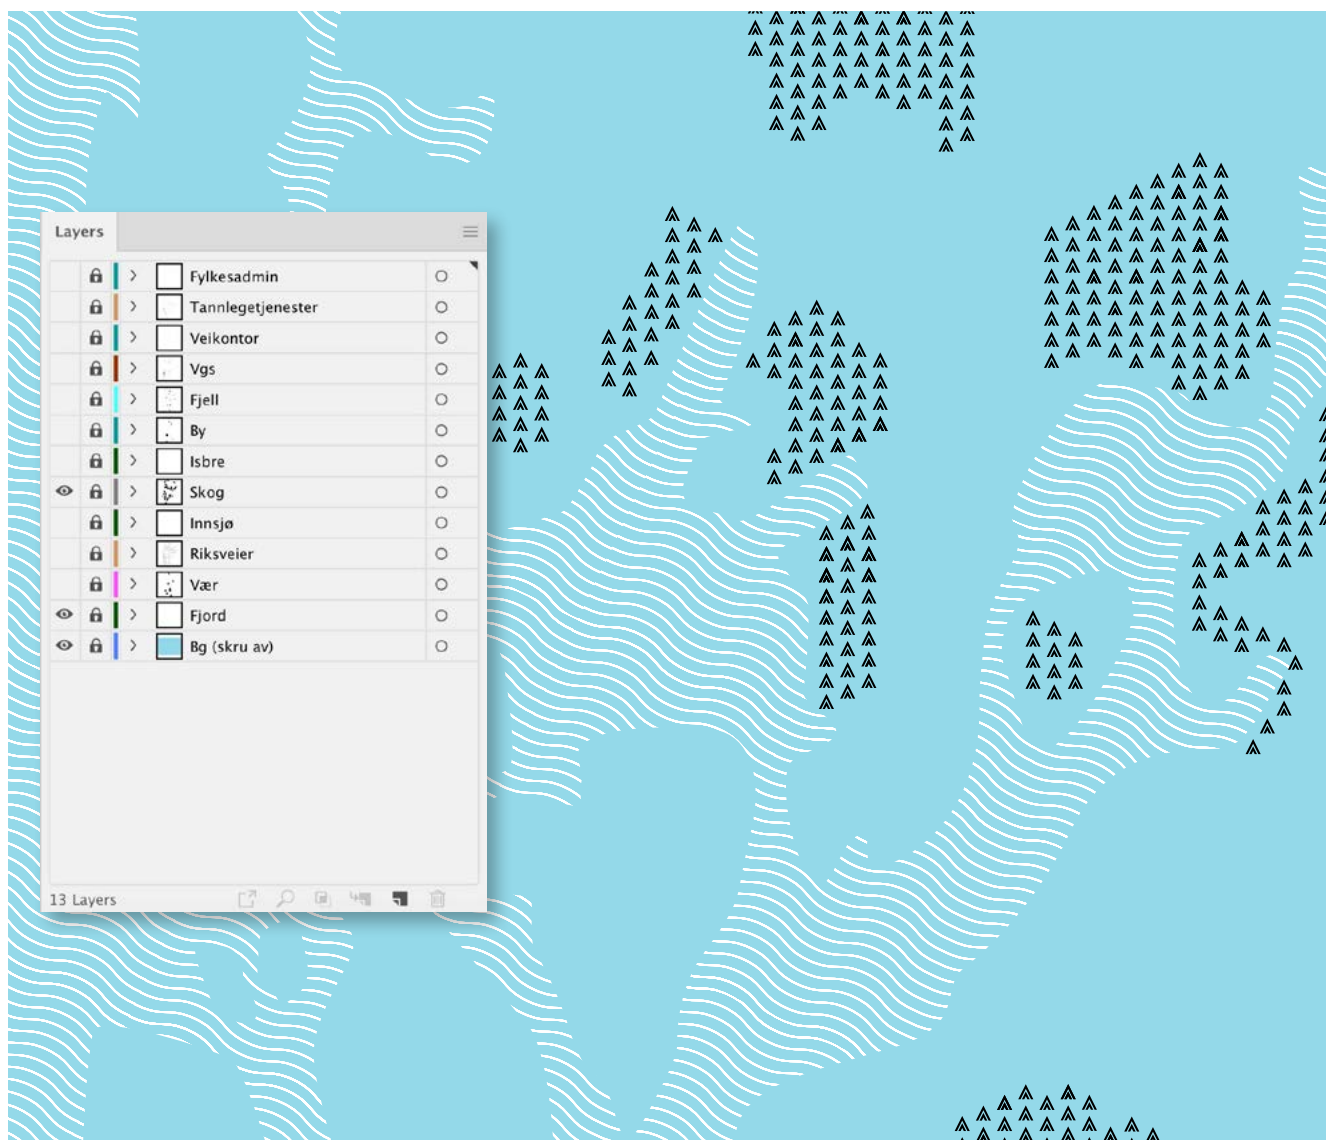 Layers
Fylkesadmin
Tannlegetjenester
Veikontor
Vgs
Fjell
By
Isbre
Skog
Innsjø
Riksveier
Vær
Fjord
Bg (skru av)
13 Layers